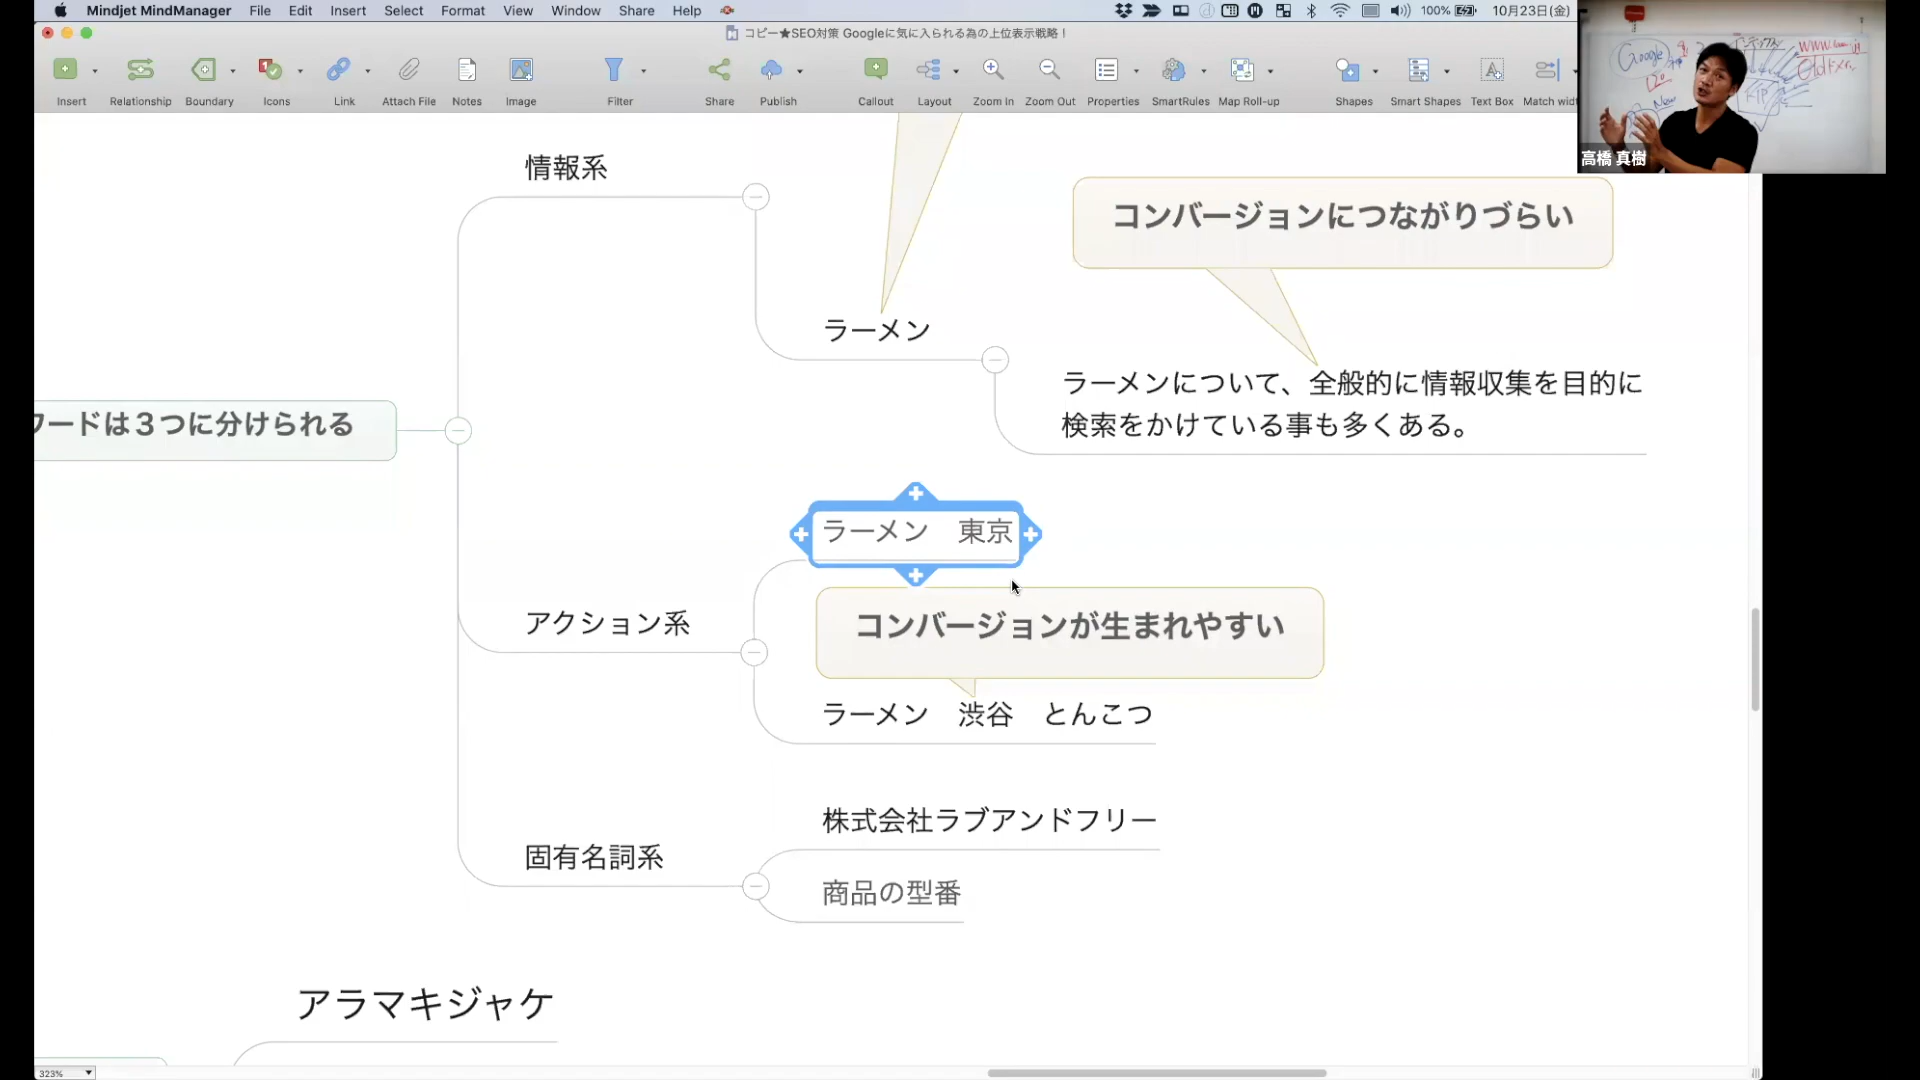 Mindjet MindManager File Edit Insert Select Format View Window Share Help
100% 10月23日(金)
コピー★SEO対策 Googleに気に入られる為の上位表示戦略!
Insert Relationship Boundary Icons Link Attach File Notes Image Filter Share Publish Callout Layout Zoom In Zoom Out Properties SmartRules Map Roll-up Shapes Smart Shapes Text Box Match wid
Google
New
www.
高橋 真樹
情報系
コンバージョンにつながりづらい
ラーメン
ラーメンについて、全般的に情報収集を目的に
検索をかけている事も多くある。
ワードは３つに分けられる
ラーメン　東京
アクション系
コンバージョンが生まれやすい
ラーメン　渋谷　とんこつ
株式会社ラブアンドフリー
固有名詞系
商品の型番
アラマキジャケ
323%